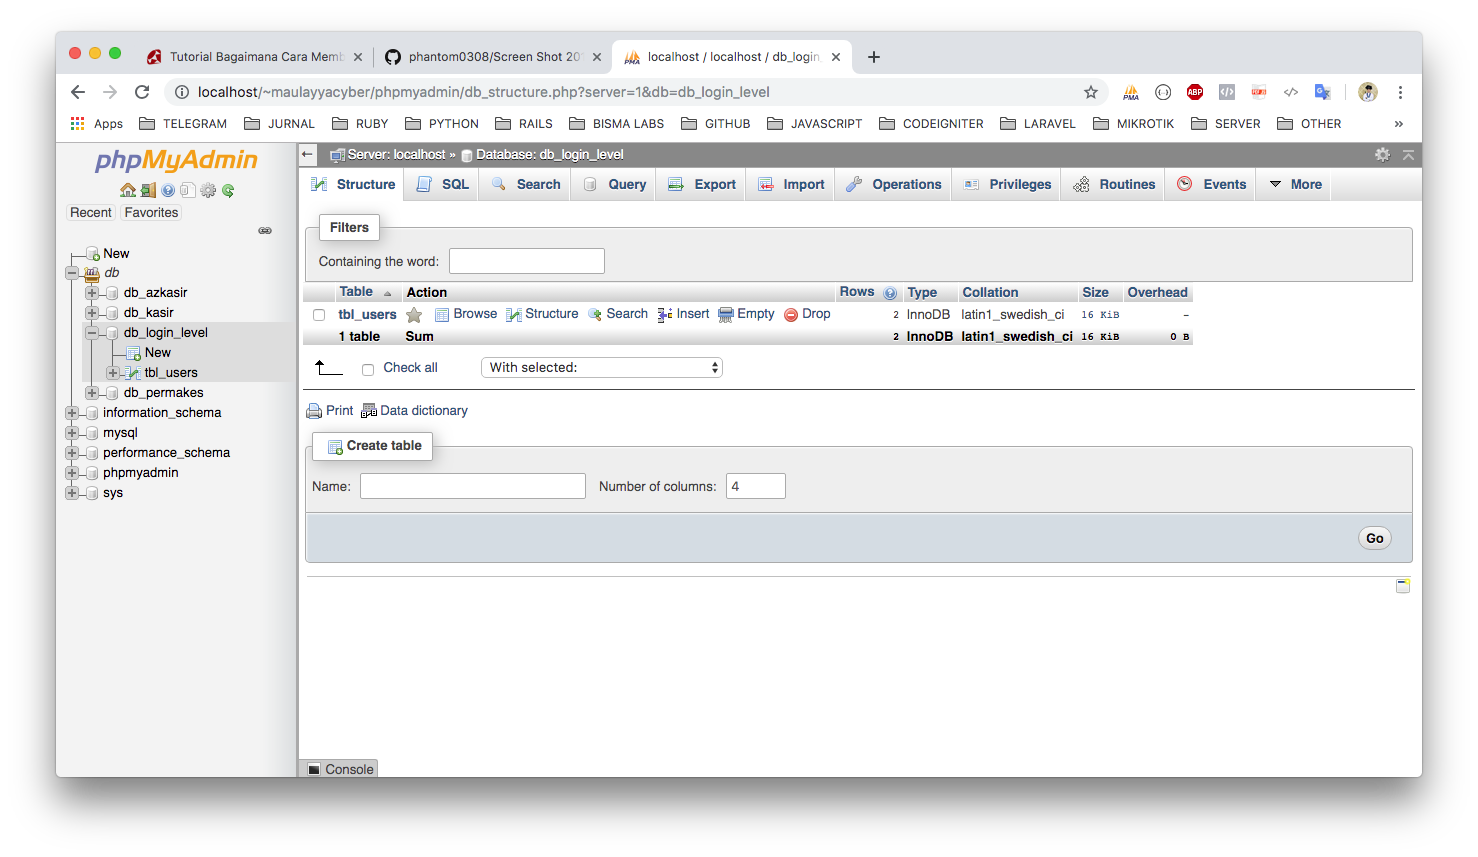 Tutorial Bagaimana Cara Memb
phantom0308/Screen Shot 201
localhost / localhost / db_login_
localhost/~maulayyacyber/phpmyadmin/db_structure.php?server=1&db=db_login_level
PMA ABP
Apps TELEGRAM JURNAL RUBY PYTHON RAILS BISMA LABS GITHUB JAVASCRIPT CODEIGNITER LARAVEL MIKROTIK SERVER OTHER »
phpMyAdmin
Recent Favorites
New
db
db_azkasir
db_kasir
db_login_level
New
tbl_users
db_permakes
information_schema
mysql
performance_schema
phpmyadmin
sys
Server: localhost » Database: db_login_level
Structure SQL Search Query Export Import Operations Privileges Routines Events More
Filters
Containing the word:
Table Action Rows Type Collation Size Overhead
tbl_users Browse Structure Search Insert Empty Drop 2 InnoDB latin1_swedish_ci 16 KiB –
1 table Sum 2 InnoDB latin1_swedish_ci 16 KiB 0 B
Check all With selected:
Print Data dictionary
Create table
Name: Number of columns: 4
Go
Console